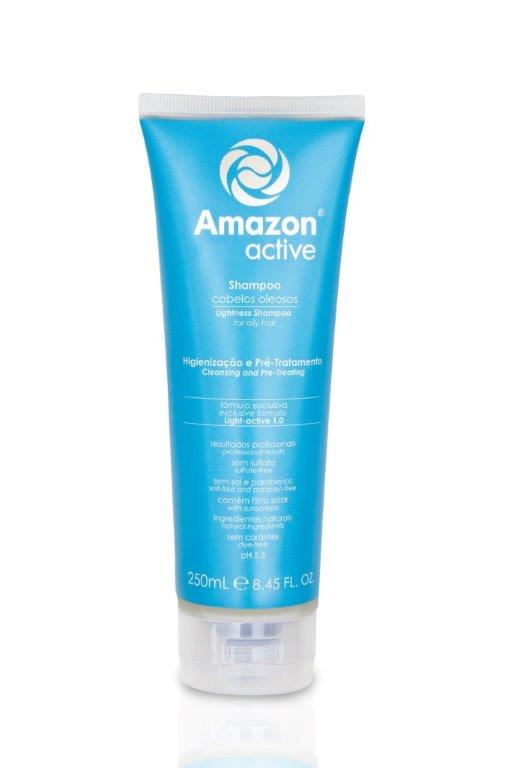 Amazon®
active
Shampoo
cabelos oleosos
Lightness Shampoo
for oily hair
Higienização e Pré-Tratamento
Cleansing and Pre-Treating
fórmula exclusiva
exclusive formula
Light-active 1.0
resultados profissionais
professional results
sem sulfato
sulfate-free
sem sal e parabenos
salt-free and paraben-free
contém filtro solar
with sunscreen
ingredientes naturais
natural ingredients
sem corantes
dye-free
pH 5.5
250mL ℮ 8.45 FL. OZ.